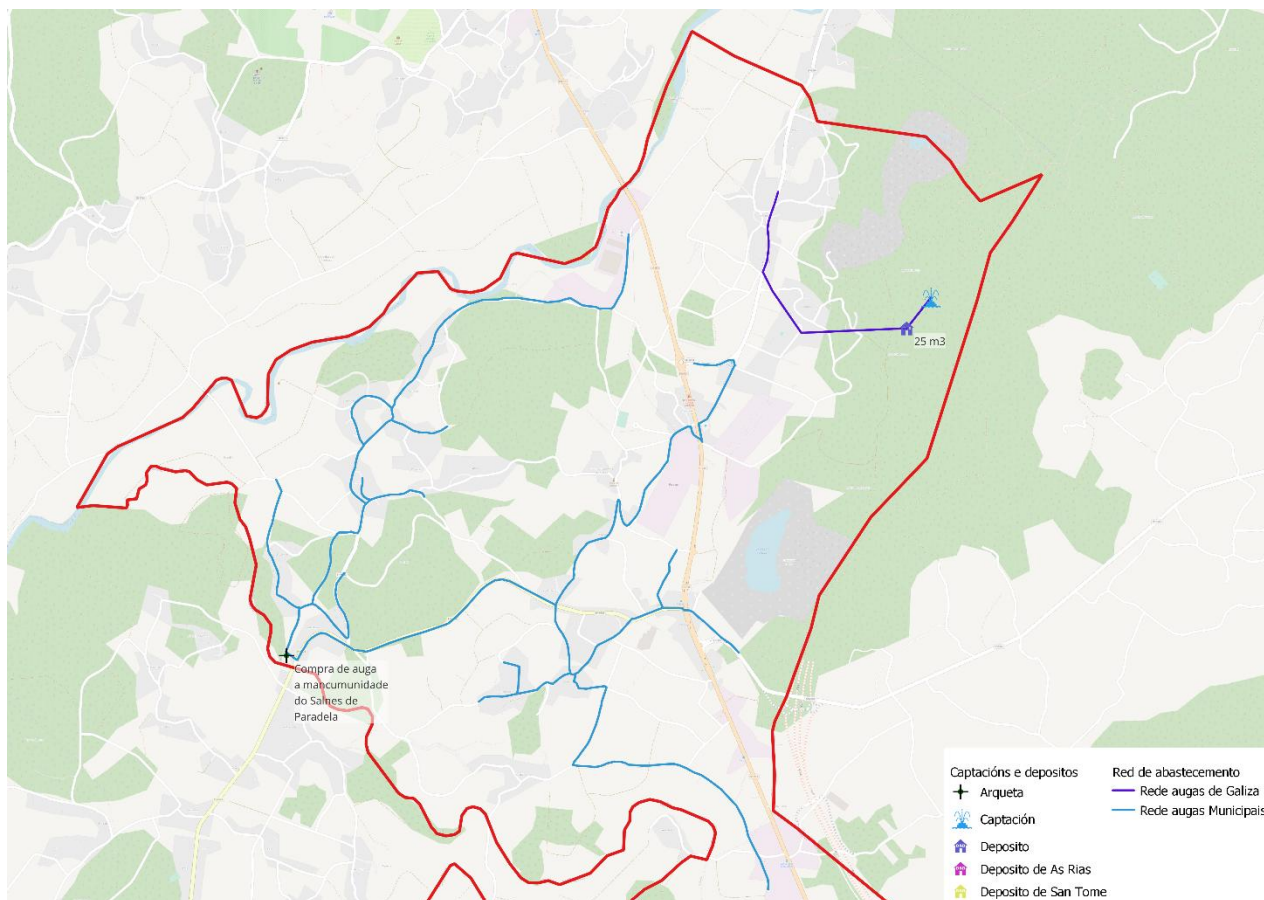 25 m3
Compra de auga
a mancumunidade
do Salnes de
Paradela
Captacións e depositos
Arqueta
Captación
Deposito
Deposito de As Rias
Deposito de San Tome
Red de abastecemento
Rede augas de Galiza
Rede augas Municipais